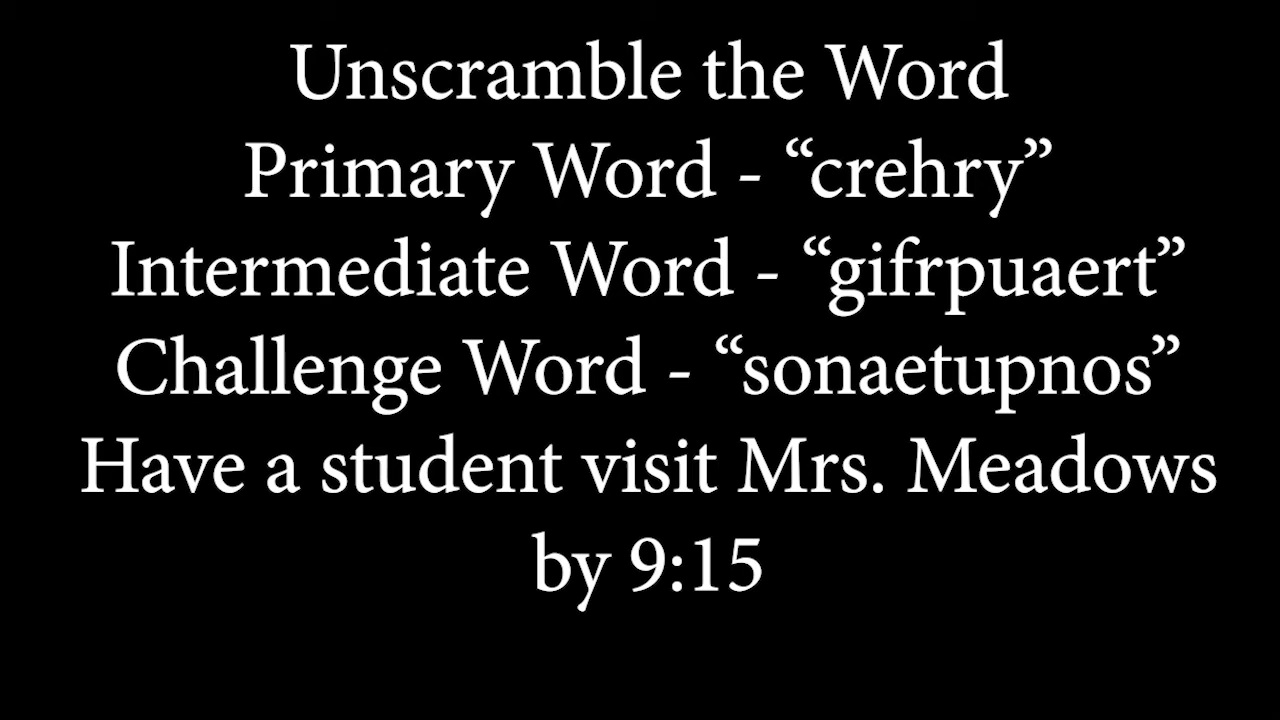 Unscramble the Word
Primary Word - “crehry”
Intermediate Word - “gifrpuaert”
Challenge Word - “sonaetupnos”
Have a student visit Mrs. Meadows
by 9:15